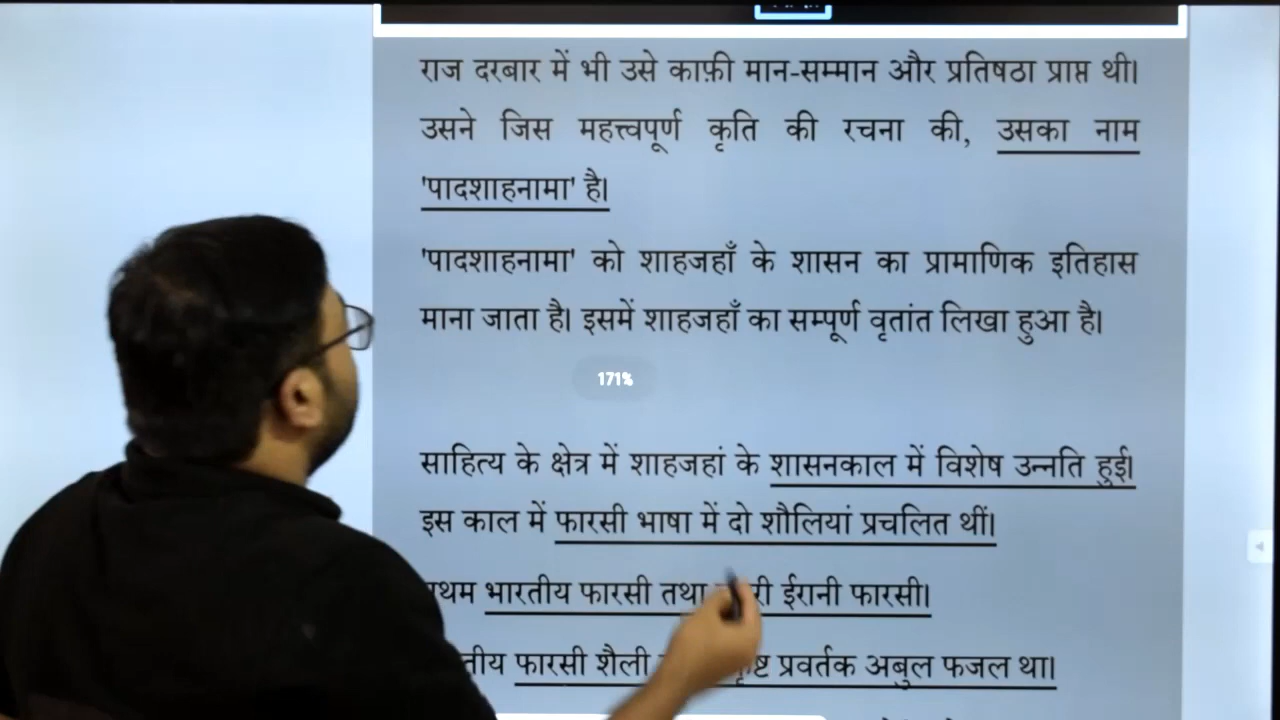 राज दरबार में भी उसे काफ़ी मान-सम्मान और प्रतिषठा प्राप्त थी।
उसने जिस महत्त्वपूर्ण कृति की रचना की, उसका नाम
'पादशाहनामा' है।
'पादशाहनामा' को शाहजहाँ के शासन का प्रामाणिक इतिहास
माना जाता है। इसमें शाहजहाँ का सम्पूर्ण वृतांत लिखा हुआ है।
171%
साहित्य के क्षेत्र में शाहजहां के शासनकाल में विशेष उन्नति हुई।
इस काल में फारसी भाषा में दो शौलियां प्रचलित थीं।
भारतीय फारसी तथा ईरानी फारसी।
फारसी शैली प्रवर्तक अबुल फजल था।